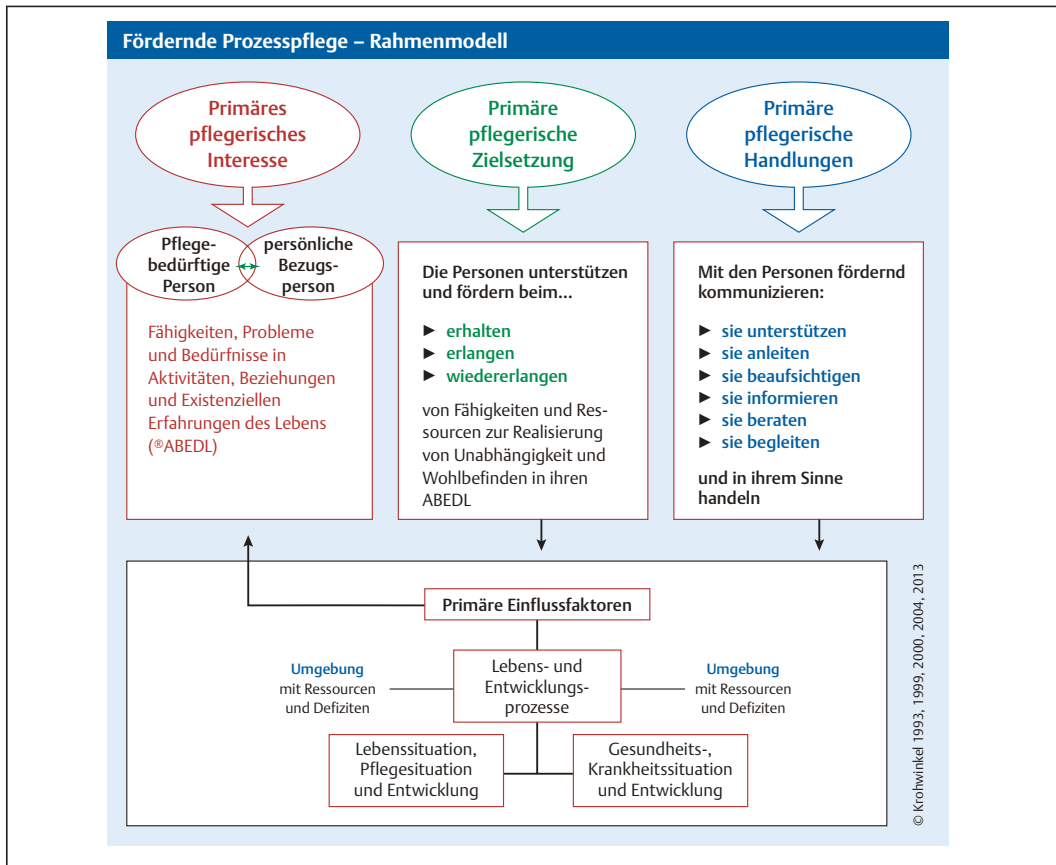 Fördernde Prozesspflege – Rahmenmodell
Primäres
pflegerisches
Interesse
Pflege-
bedürftige
Person
persönliche
Bezugs-
person
Fähigkeiten, Probleme
und Bedürfnisse in
Aktivitäten, Beziehungen
und Existenziellen
Erfahrungen des Lebens
(®ABEDL)
Primäre
pflegerische
Zielsetzung
Die Personen unterstützen
und fördern beim...
► erhalten
► erlangen
► wiedererlangen
von Fähigkeiten und Res-
sourcen zur Realisierung
von Unabhängigkeit und
Wohlbefinden in ihren
ABEDL
Primäre
pflegerische
Handlungen
Mit den Personen fördernd
kommunizieren:
► sie unterstützen
► sie anleiten
► sie beaufsichtigen
► sie informieren
► sie beraten
► sie begleiten
und in ihrem Sinne
handeln
Primäre Einflussfaktoren
Umgebung
mit Ressourcen
und Defiziten
Lebens- und
Entwicklungs-
prozesse
Umgebung
mit Ressourcen
und Defiziten
Lebenssituation,
Pflegesituation
und Entwicklung
Gesundheits-,
Krankheitssituation
und Entwicklung
© Krohwinkel 1993, 1999, 2000, 2004, 2013